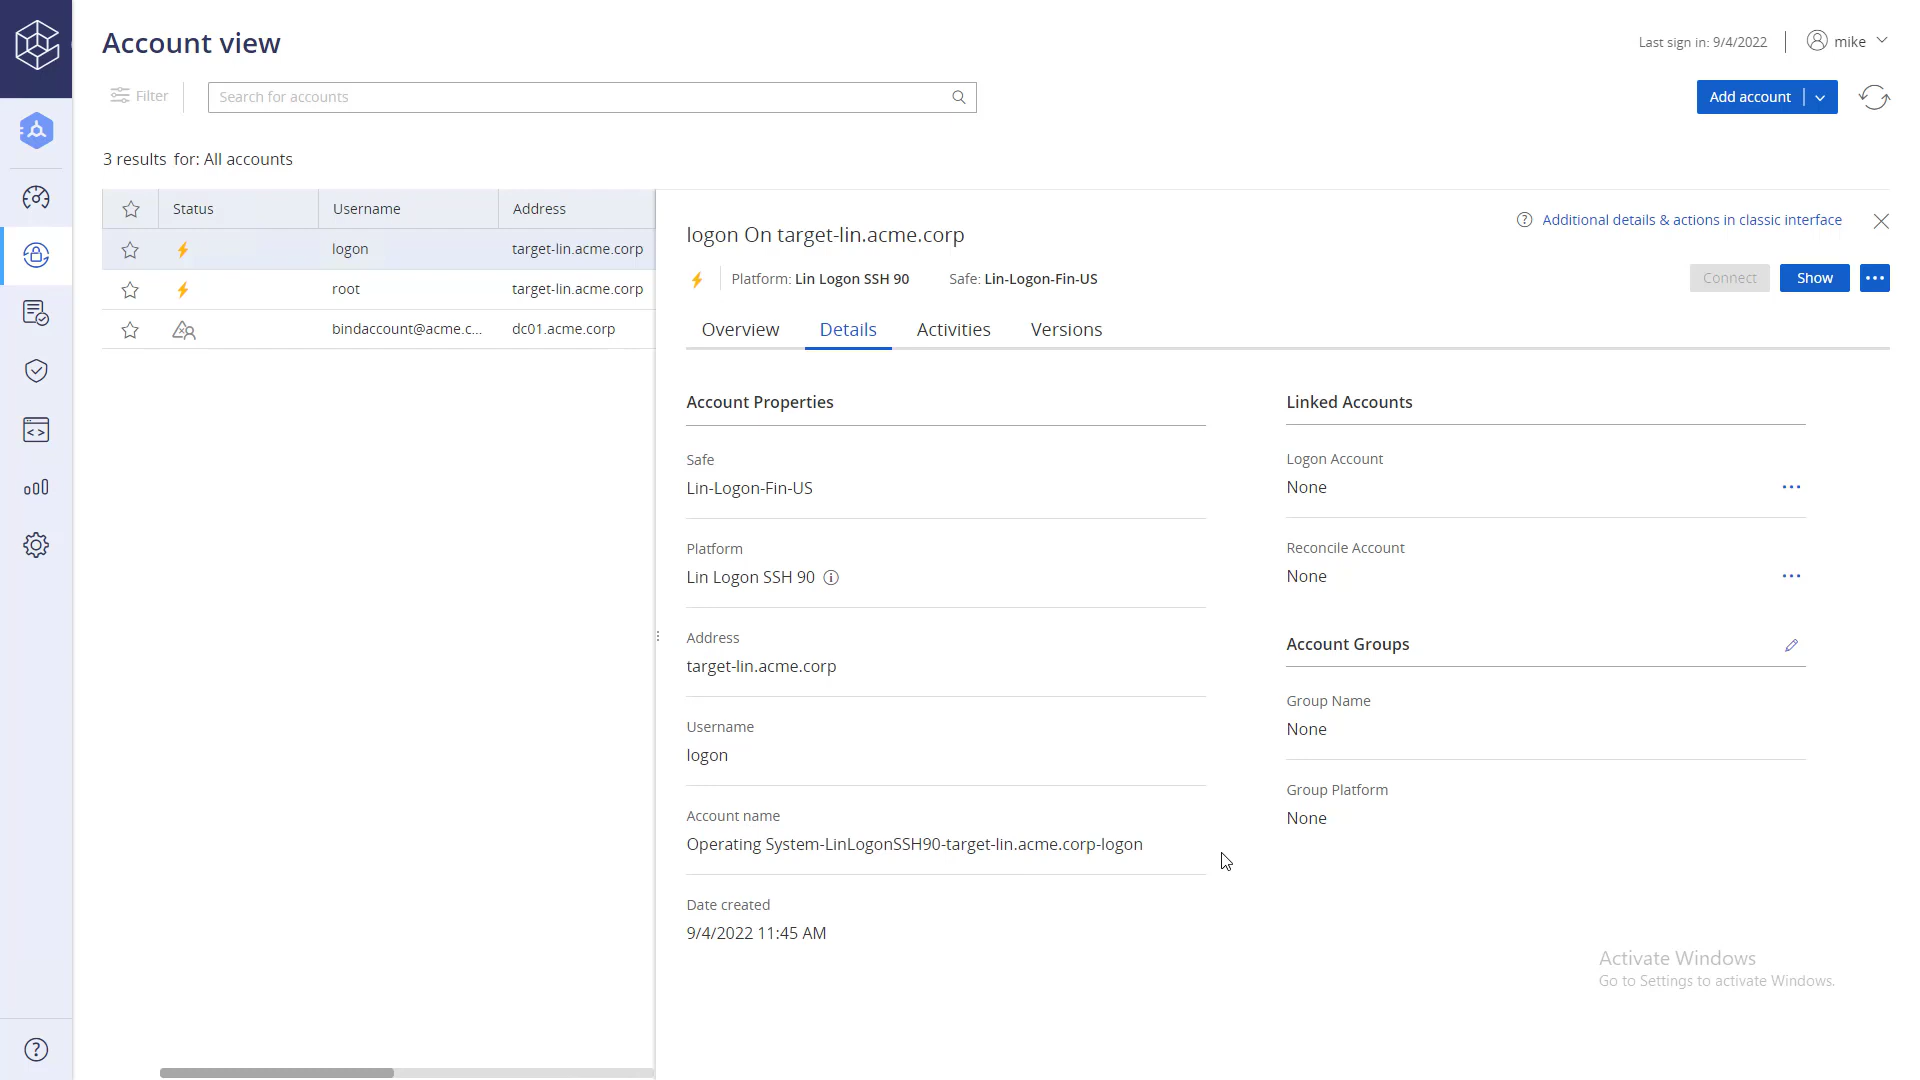 Account view
Last sign in: 9/4/2022
mike
Filter
Search for accounts
Add account
3 results for: All accounts
Status Username Address
logon target-lin.acme.corp
root target-lin.acme.corp
bindaccount@acme.c... dc01.acme.corp
Additional details & actions in classic interface
logon On target-lin.acme.corp
Platform: Lin Logon SSH 90 Safe: Lin-Logon-Fin-US
Connect Show
Overview Details Activities Versions
Account Properties
Safe
Lin-Logon-Fin-US
Platform
Lin Logon SSH 90
Address
target-lin.acme.corp
Username
logon
Account name
Operating System-LinLogonSSH90-target-lin.acme.corp-logon
Date created
9/4/2022 11:45 AM
Linked Accounts
Logon Account
None
Reconcile Account
None
Account Groups
Group Name
None
Group Platform
None
Activate Windows
Go to Settings to activate Windows.